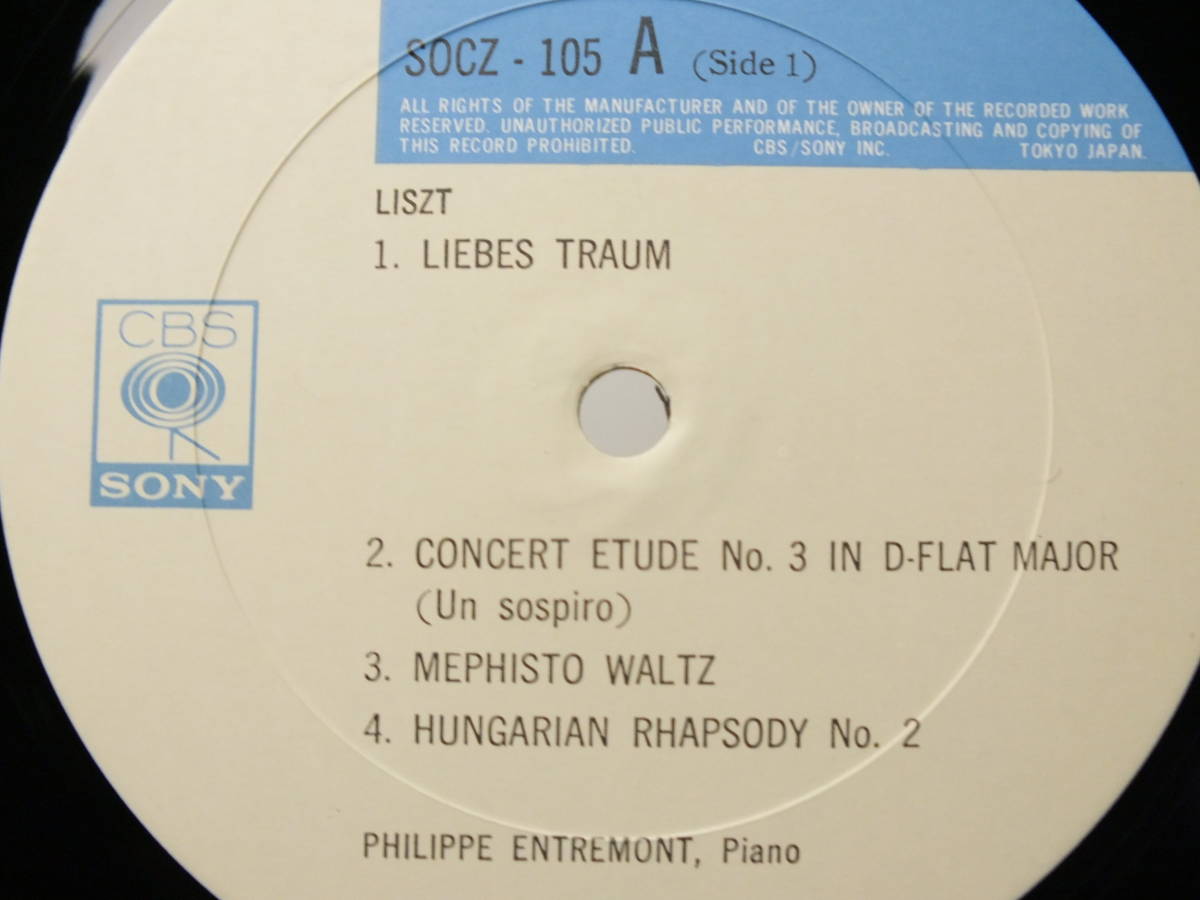 SOCZ - 105 A (Side 1)
ALL RIGHTS OF THE MANUFACTURER AND OF THE OWNER OF THE RECORDED WORK
RESERVED. UNAUTHORIZED PUBLIC PERFORMANCE, BROADCASTING AND COPYING OF
THIS RECORD PROHIBITED. CBS/SONY INC. TOKYO JAPAN.
LISZT
1. LIEBES TRAUM
CBS
SONY
2. CONCERT ETUDE No. 3 IN D-FLAT MAJOR
(Un sospiro)
3. MEPHISTO WALTZ
4. HUNGARIAN RHAPSODY No. 2
PHILIPPE ENTREMONT, Piano